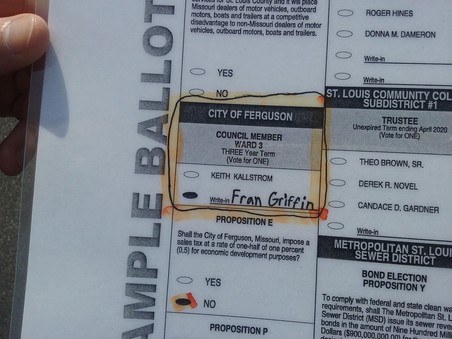 AMPLE BALLOT
services for St. Louis County and it will place
Missouri dealers of motor vehicles, outboard
motors, boats and trailers at a competitive
disadvantage to non-Missouri dealers of motor
vehicles, outboard motors, boats and trailers.
YES
NO
CITY OF FERGUSON
COUNCIL MEMBER
WARD 3
THREE Year Term
(Vote for ONE)
KEITH KALLSTROM
Write-in Fran Griffin
PROPOSITION E
Shall the City of Ferguson, Missouri, impose a
sales tax at a rate of one-half of one percent
(0.5) for economic development purposes?
YES
NO
PROPOSITION P
ROGER HINES
DONNA M. DAMERON
Write-in
ST. LOUIS COMMUNITY COL
SUBDISTRICT #1
TRUSTEE
Unexpired Term ending April 2020
(Vote for ONE)
THEO BROWN, SR.
DEREK R. NOVEL
CANDACE D. GARDNER
Write-in
METROPOLITAN ST. LOUI
SEWER DISTRICT
BOND ELECTION
PROPOSITION Y
To comply with federal and state clean wa
requirements, shall The Metropolitan St. Loui
Sewer District (MSD) issue its sewer reve
bonds in the amount of Nine Hundred Mil
Dollars ($900,000,000) for the